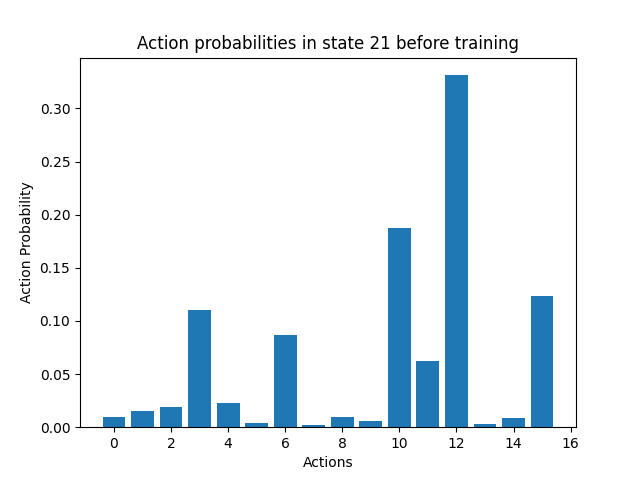 Action probabilities in state 21 before training
0.30
0.25
0.20
0.15
0.10
0.05
0.00
Action Probability
0 2 4 6 8 10 12 14 16
Actions